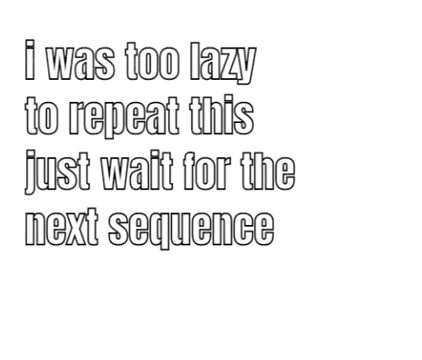 i was too lazy
to repeat this
just wait for the
next sequence